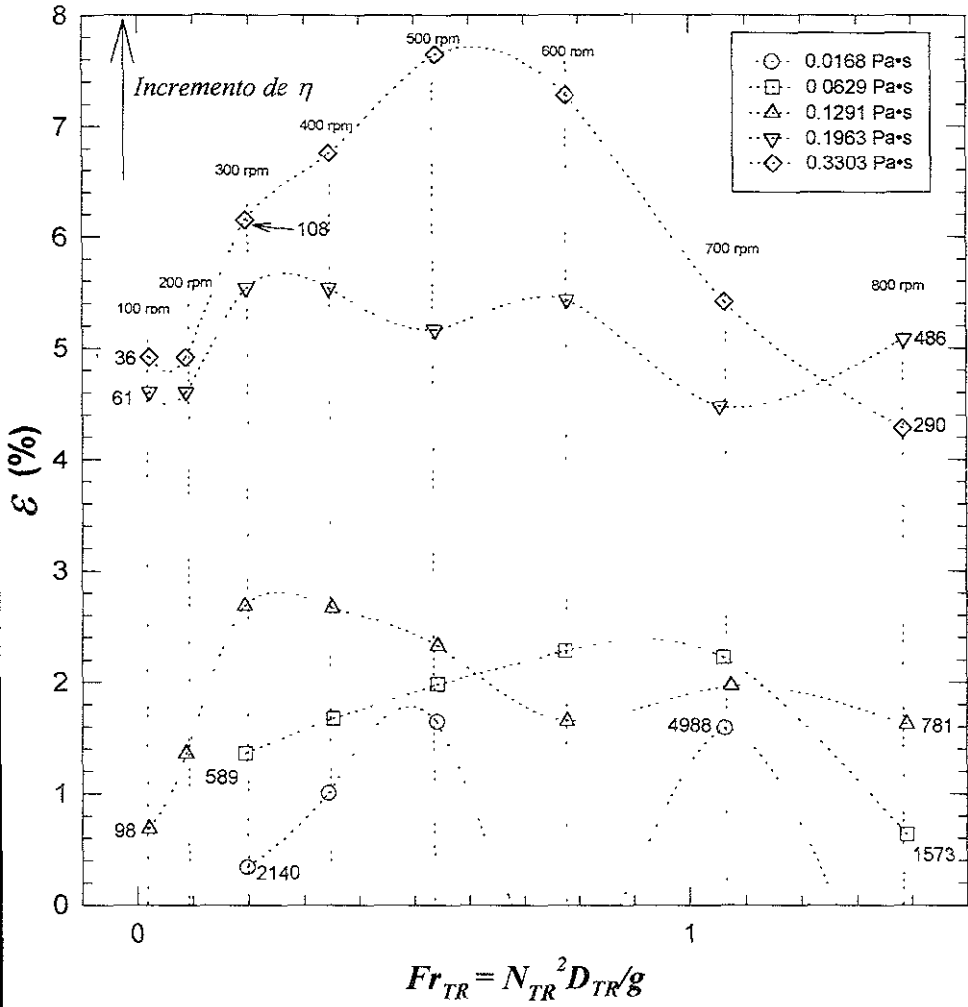 8
7
6
5
4
3
2
1
0
ε (%)
Incremento de η
100 rpm
200 rpm
300 rpm
400 rpm
500 rpm
600 rpm
700 rpm
800 rpm
0.0168 Pa•s
0.0629 Pa•s
0.1291 Pa•s
0.1963 Pa•s
0.3303 Pa•s
108
36
61
486
290
98
589
2140
4988
781
1573
0
1
Fr_TR = N_TR² D_TR/g